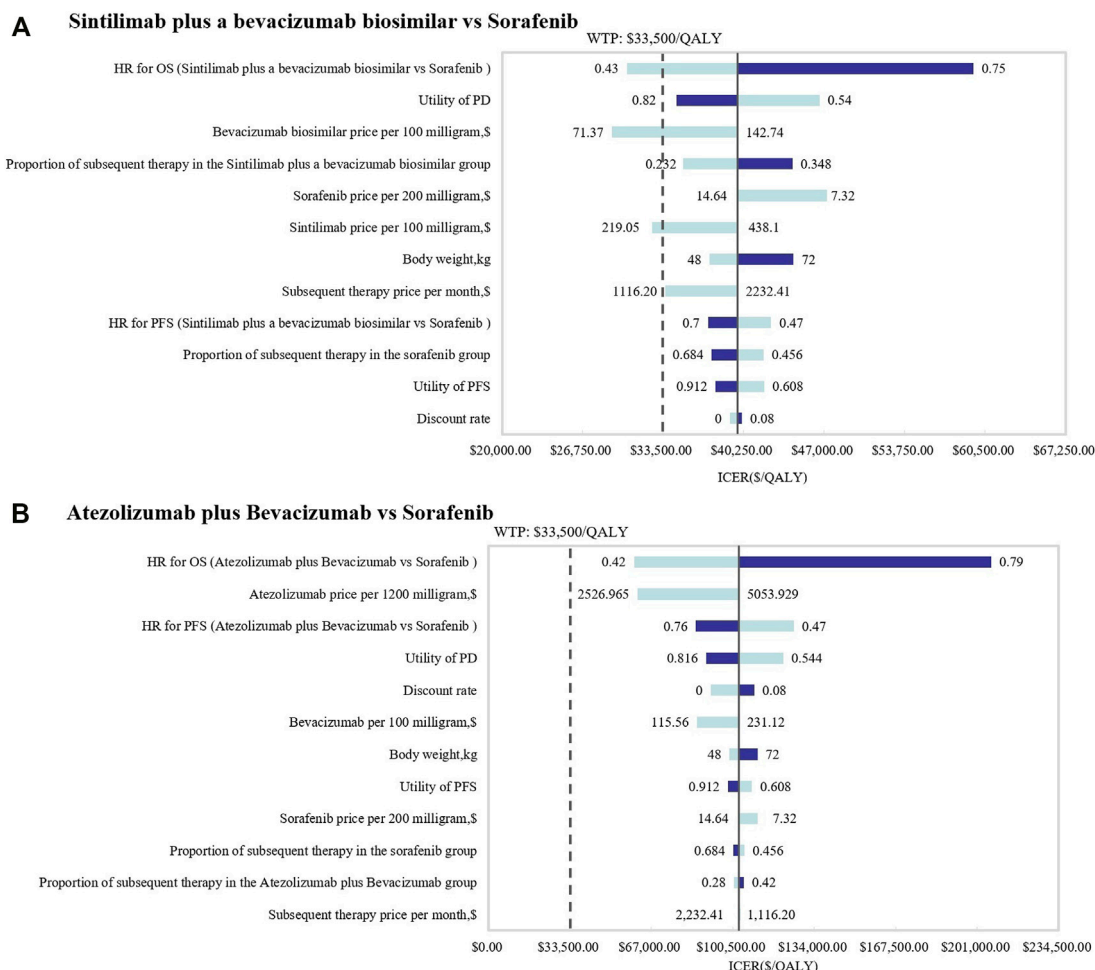 A
Sintilimab plus a bevacizumab biosimilar vs Sorafenib
WTP: $33,500/QALY
HR for OS (Sintilimab plus a bevacizumab biosimilar vs Sorafenib ) 0.43 0.75
Utility of PD 0.82 0.54
Bevacizumab biosimilar price per 100 milligram,$ 71.37 142.74
Proportion of subsequent therapy in the Sintilimab plus a bevacizumab biosimilar group 0.232 0.348
Sorafenib price per 200 milligram,$ 14.64 7.32
Sintilimab price per 100 milligram,$ 219.05 438.1
Body weight,kg 48 72
Subsequent therapy price per month,$ 1116.20 2232.41
HR for PFS (Sintilimab plus a bevacizumab biosimilar vs Sorafenib ) 0.7 0.47
Proportion of subsequent therapy in the sorafenib group 0.684 0.456
Utility of PFS 0.912 0.608
Discount rate 0 0.08
$20,000.00 $26,750.00 $33,500.00 $40,250.00 $47,000.00 $53,750.00 $60,500.00 $67,250.00
ICER($/QALY)
B
Atezolizumab plus Bevacizumab vs Sorafenib
WTP: $33,500/QALY
HR for OS (Atezolizumab plus Bevacizumab vs Sorafenib ) 0.42 0.79
Atezolizumab price per 1200 milligram,$ 2526.965 5053.929
HR for PFS (Atezolizumab plus Bevacizumab vs Sorafenib ) 0.76 0.47
Utility of PD 0.816 0.544
Discount rate 0 0.08
Bevacizumab per 100 milligram,$ 115.56 231.12
Body weight,kg 48 72
Utility of PFS 0.912 0.608
Sorafenib price per 200 milligram,$ 14.64 7.32
Proportion of subsequent therapy in the sorafenib group 0.684 0.456
Proportion of subsequent therapy in the Atezolizumab plus Bevacizumab group 0.28 0.42
Subsequent therapy price per month,$ 2,232.41 1,116.20
$0.00 $33,500.00 $67,000.00 $100,500.00 $134,000.00 $167,500.00 $201,000.00 $234,500.00
ICER($/QALY)